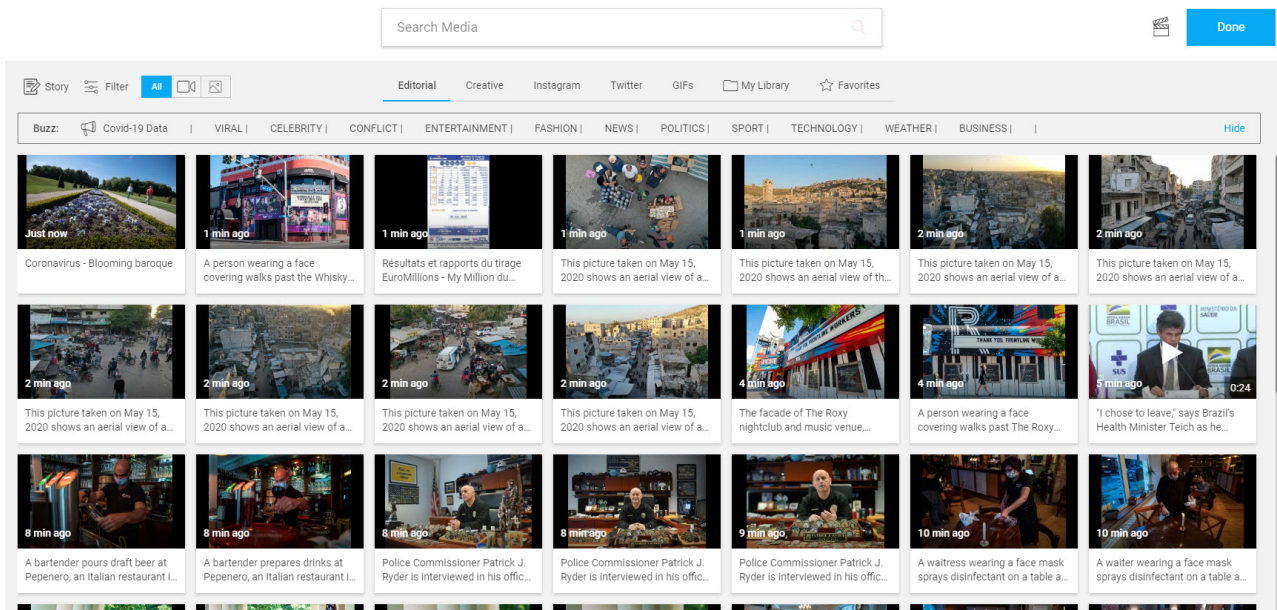 Search Media
Done
Story
Filter
All
Editorial
Creative
Instagram
Twitter
GIFs
My Library
Favorites
Buzz: Covid-19 Data | VIRAL | CELEBRITY | CONFLICT | ENTERTAINMENT | FASHION | NEWS | POLITICS | SPORT | TECHNOLOGY | WEATHER | BUSINESS | |
Hide
Just now
Coronavirus - Blooming baroque
1 min ago
A person wearing a face
covering walks past the Whisky...
1 min ago
Résultats et rapports du tirage
EuroMillions - My Million du...
1 min ago
This picture taken on May 15,
2020 shows an aerial view of a...
1 min ago
This picture taken on May 15,
2020 shows an aerial view of th...
2 min ago
This picture taken on May 15,
2020 shows an aerial view of a...
2 min ago
This picture taken on May 15,
2020 shows an aerial view of a...
2 min ago
This picture taken on May 15,
2020 shows an aerial view of a...
2 min ago
This picture taken on May 15,
2020 shows an aerial view of a...
2 min ago
This picture taken on May 15,
2020 shows an aerial view of a...
2 min ago
This picture taken on May 15,
2020 shows an aerial view of a...
THANK YOU FRONTLINE WORKERS
4 min ago
The facade of The Roxy
nightclub and music venue,...
THANK YOU FRONTLINE
4 min ago
A person wearing a face
covering walks past The Roxy...
BRASIL
MINISTÉRIO DA
SAÚDE
SUS
BRASIL
5 min ago
0:24
"I chose to leave," says Brazil's
Health Minister Teich as he...
8 min ago
A bartender pours draft beer at
Pepenero, an Italian restaurant i...
8 min ago
A bartender prepares drinks at
Pepenero, an Italian restaurant i...
8 min ago
Police Commissioner Patrick J.
Ryder is interviewed in his offic...
8 min ago
Police Commissioner Patrick J.
Ryder is interviewed in his offic...
9 min ago
Police Commissioner Patrick J.
Ryder is interviewed in his offic...
10 min ago
A waitress wearing a face mask
sprays disinfectant on a table a...
10 min ago
A waiter wearing a face mask
sprays disinfectant on a table a...